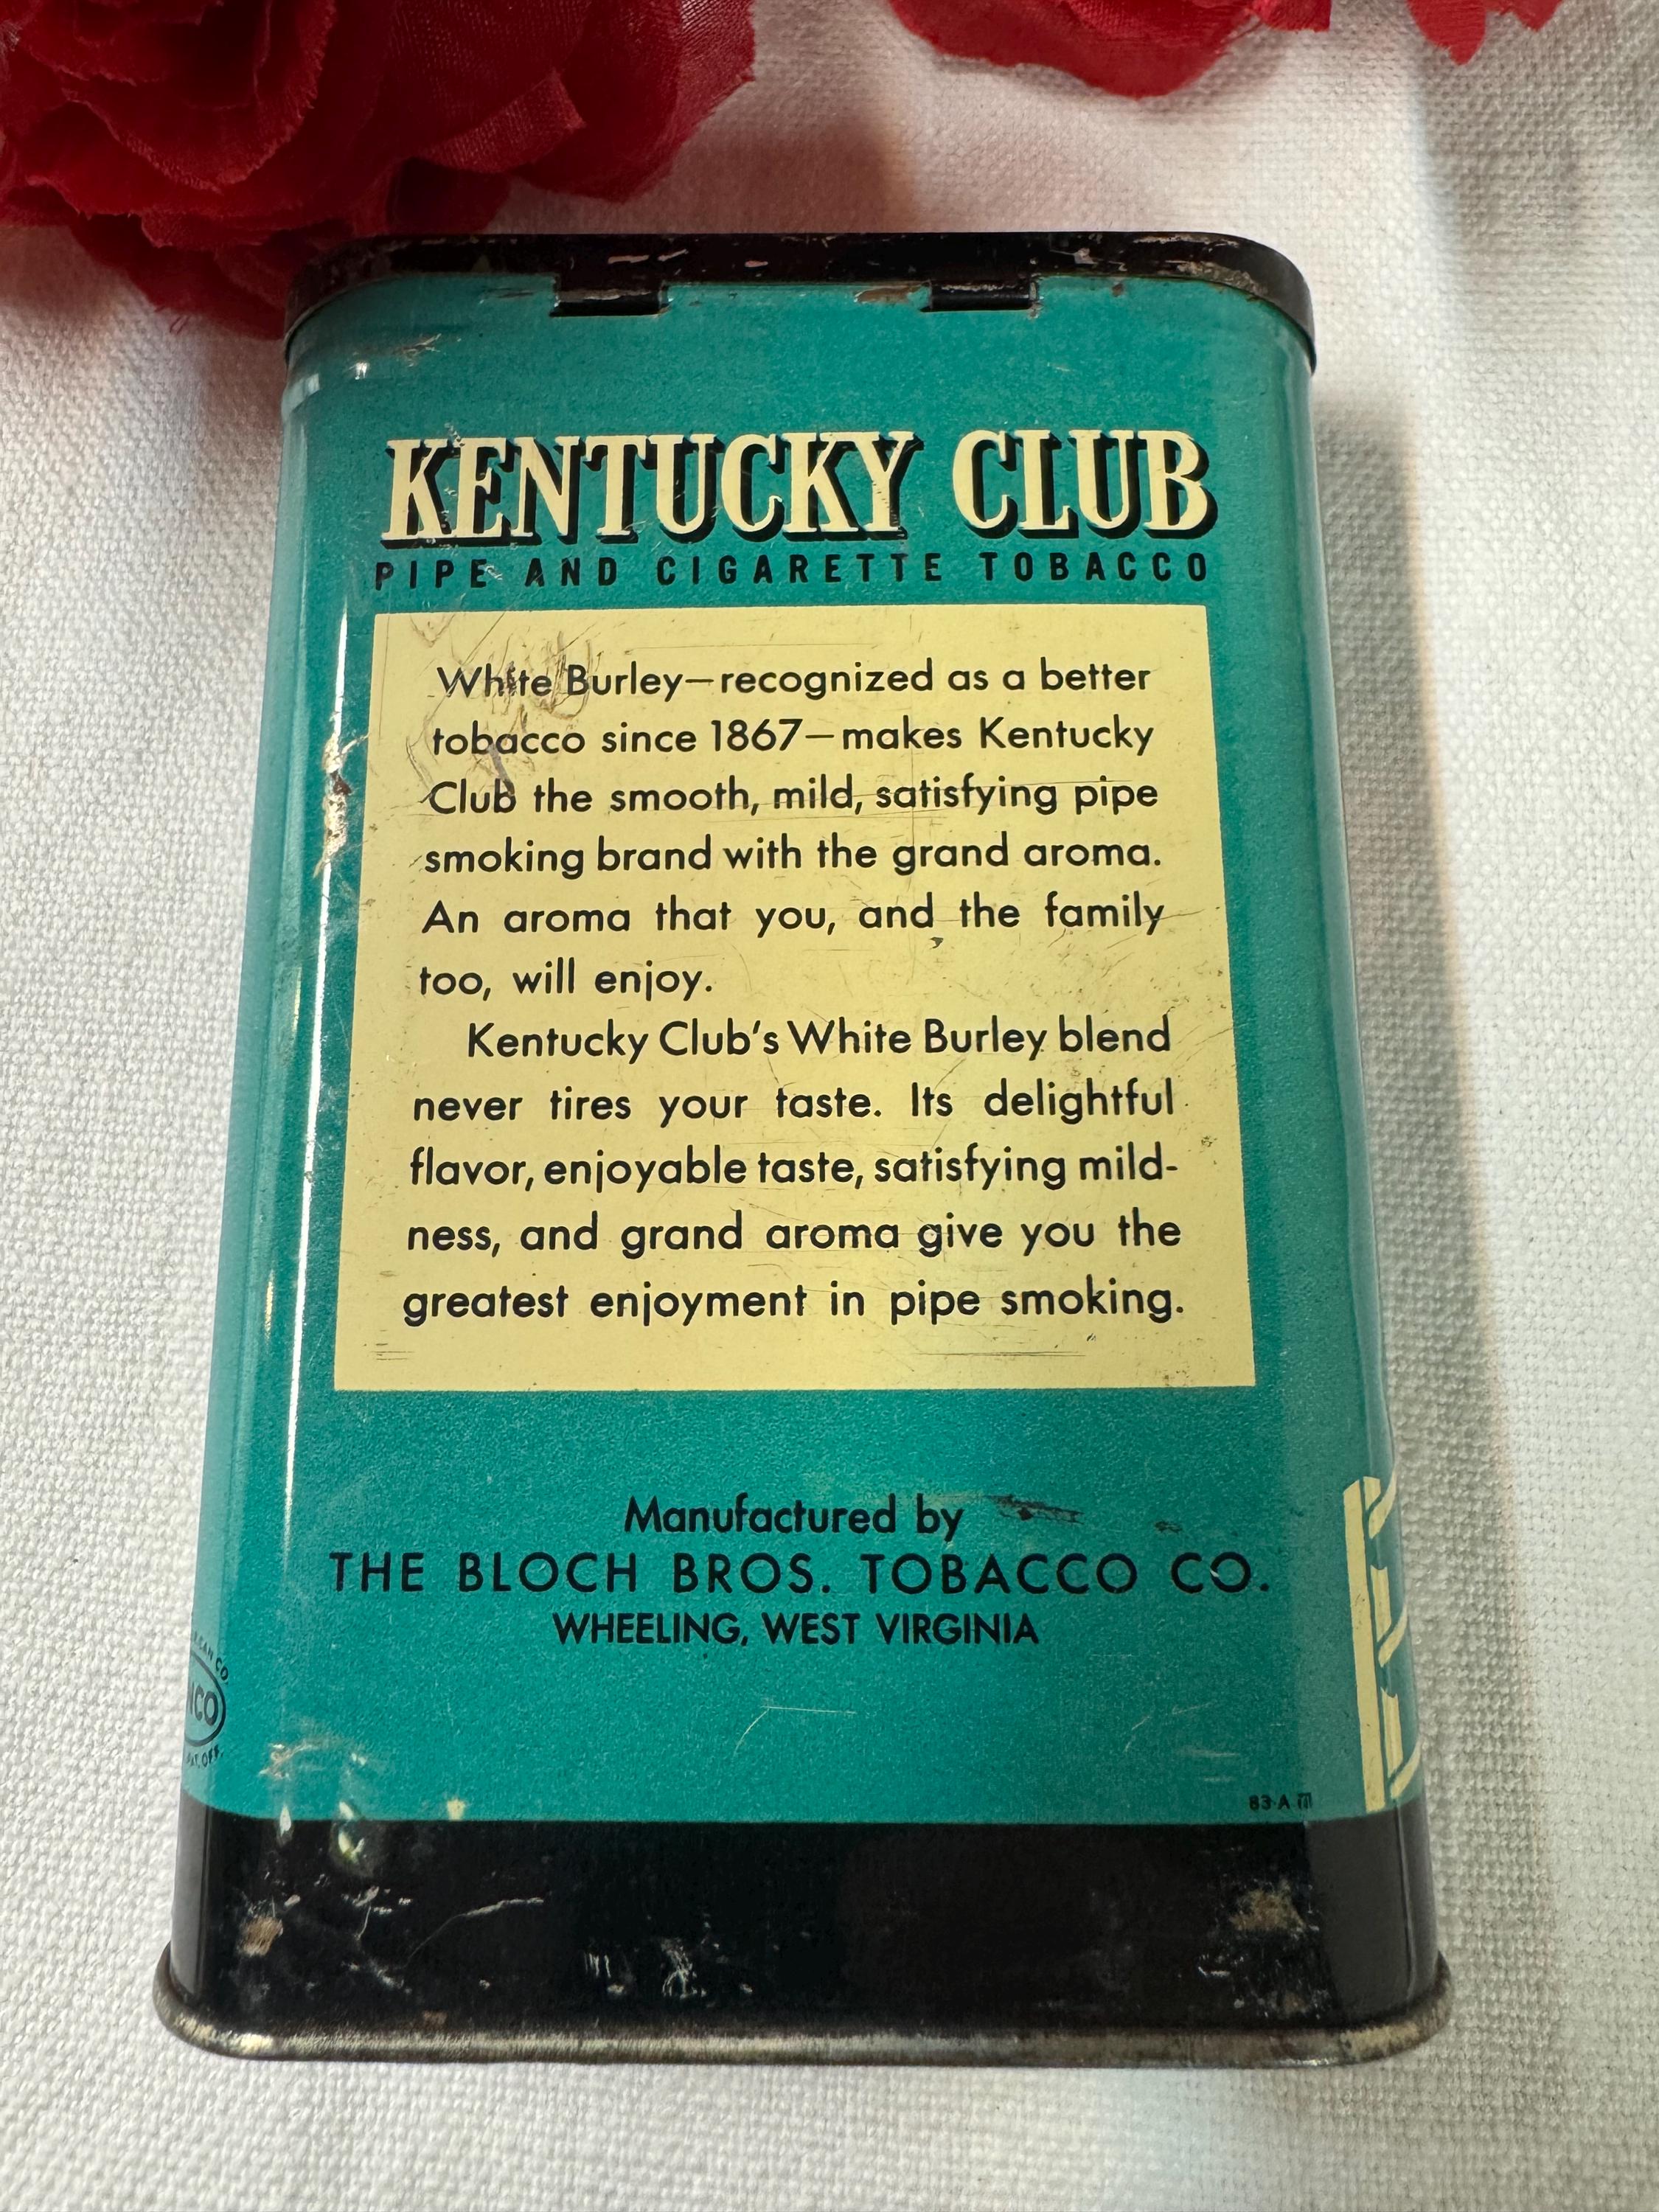 KENTUCKY CLUB
PIPE AND CIGARETTE TOBACCO
White Burley—recognized as a better
tobacco since 1867—makes Kentucky
Club the smooth, mild, satisfying pipe
smoking brand with the grand aroma.
An aroma that you, and the family
too, will enjoy.
Kentucky Club's White Burley blend
never tires your taste. Its delightful
flavor, enjoyable taste, satisfying mild-
ness, and grand aroma give you the
greatest enjoyment in pipe smoking.
Manufactured by
THE BLOCH BROS. TOBACCO CO.
WHEELING, WEST VIRGINIA
CAN CO.
83-A